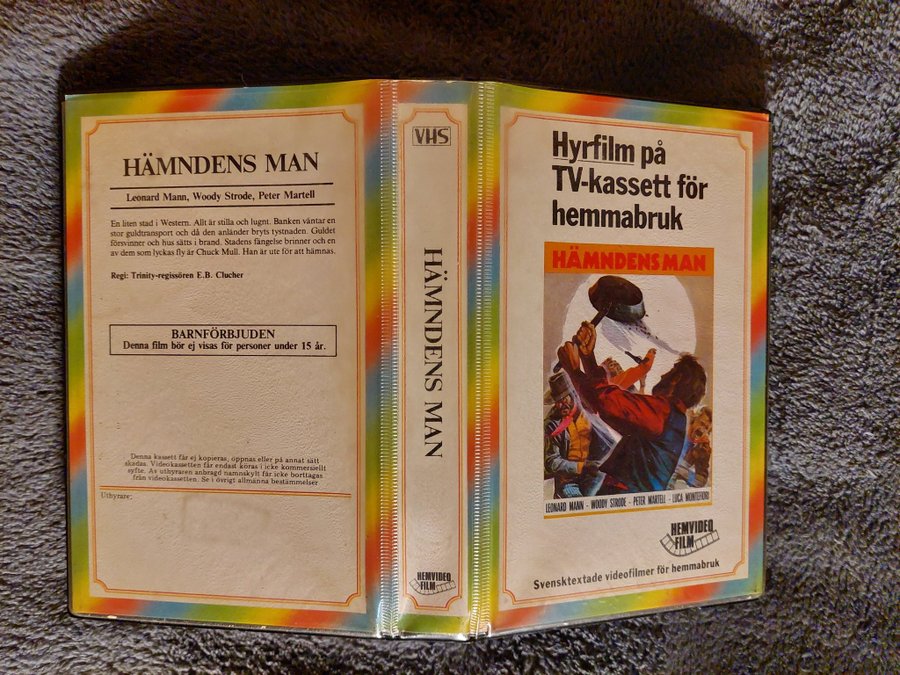 HÄMNDENS MAN
Leonard Mann, Woody Strode, Peter Martell
En liten stad i Western. Allt är stilla och lugnt. Banken väntar en
stor guldtransport och då den anländer bryts tystnaden. Guldet
försvinner och hus sätts i brand. Stadens fängelse brinner och en
av dem som lyckas fly är Chuck Mull. Han är ute för att hämnas.
Regi: Trinity-regissören E.B. Clucher
BARNFÖRBJUDEN
Denna film bör ej visas för personer under 15 år.
Denna kassett får ej kopieras, öppnas eller på annat sätt
skadas. Videokassetten får endast köras i icke kommersiellt
syfte. Av uthyraren anbragd namnskylt får icke borttagas
från videokassetten. Se i övrigt allmänna bestämmelser
Uthyrare:
VHS
HÄMNDENS MAN
HEMVIDEO
FILM
Hyrfilm på
TV-kassett för
hemmabruk
HÄMNDENS MAN
LEONARD MANN - WOODY STRODE - PETER MARTELL - LUCA MONTEFIORI
HEMVIDEO
FILM
Svensktextade videofilmer för hemmabruk